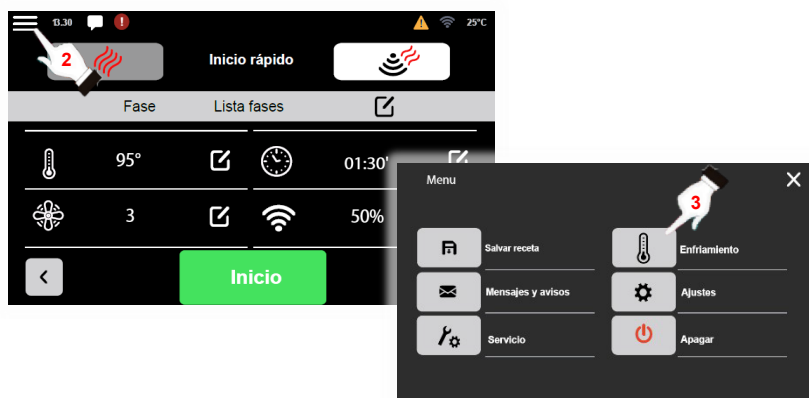 13.30
25°C
2
Inicio rápido
Fase Lista fases
95° 01:30'
3 50%
Inicio
Menu
3
Salvar receta Enfriamiento
Mensajes y avisos Ajustes
Servicio Apagar